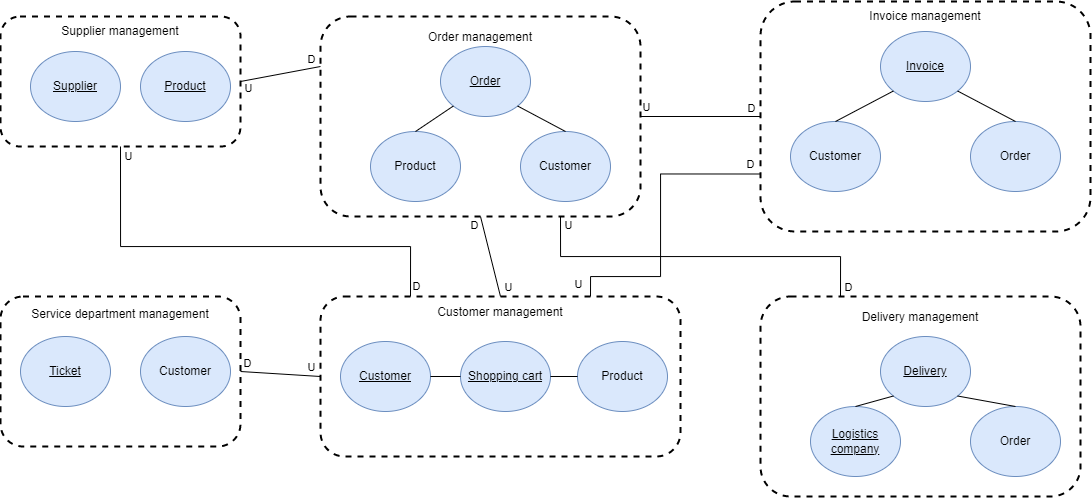 Supplier management
Supplier
Product
U
D
U
Order management
Order
Product
Customer
U
D
D
U
Invoice management
Invoice
Customer
Order
D
Service department management
Ticket
Customer
D
U
Customer management
Customer
Shopping cart
Product
D
U
U
Delivery management
Delivery
Logistics
company
Order
D